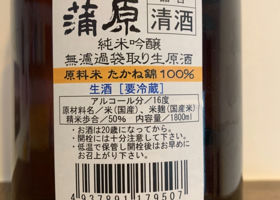 蒲原
清酒
純米吟醸
無濾過袋取り生原酒
原料米 たかね錦100%
生酒 [要冷蔵]
アルコール分/16度
原材料名/米(国産)、米麹(国産米)
精米歩合/50% 内容量/1800ml
・お酒は20歳になってから。
・開栓には十分注意して下さい。
・低温で保管し開栓後はお早めに
お召し上がり下さい。
4937891179507